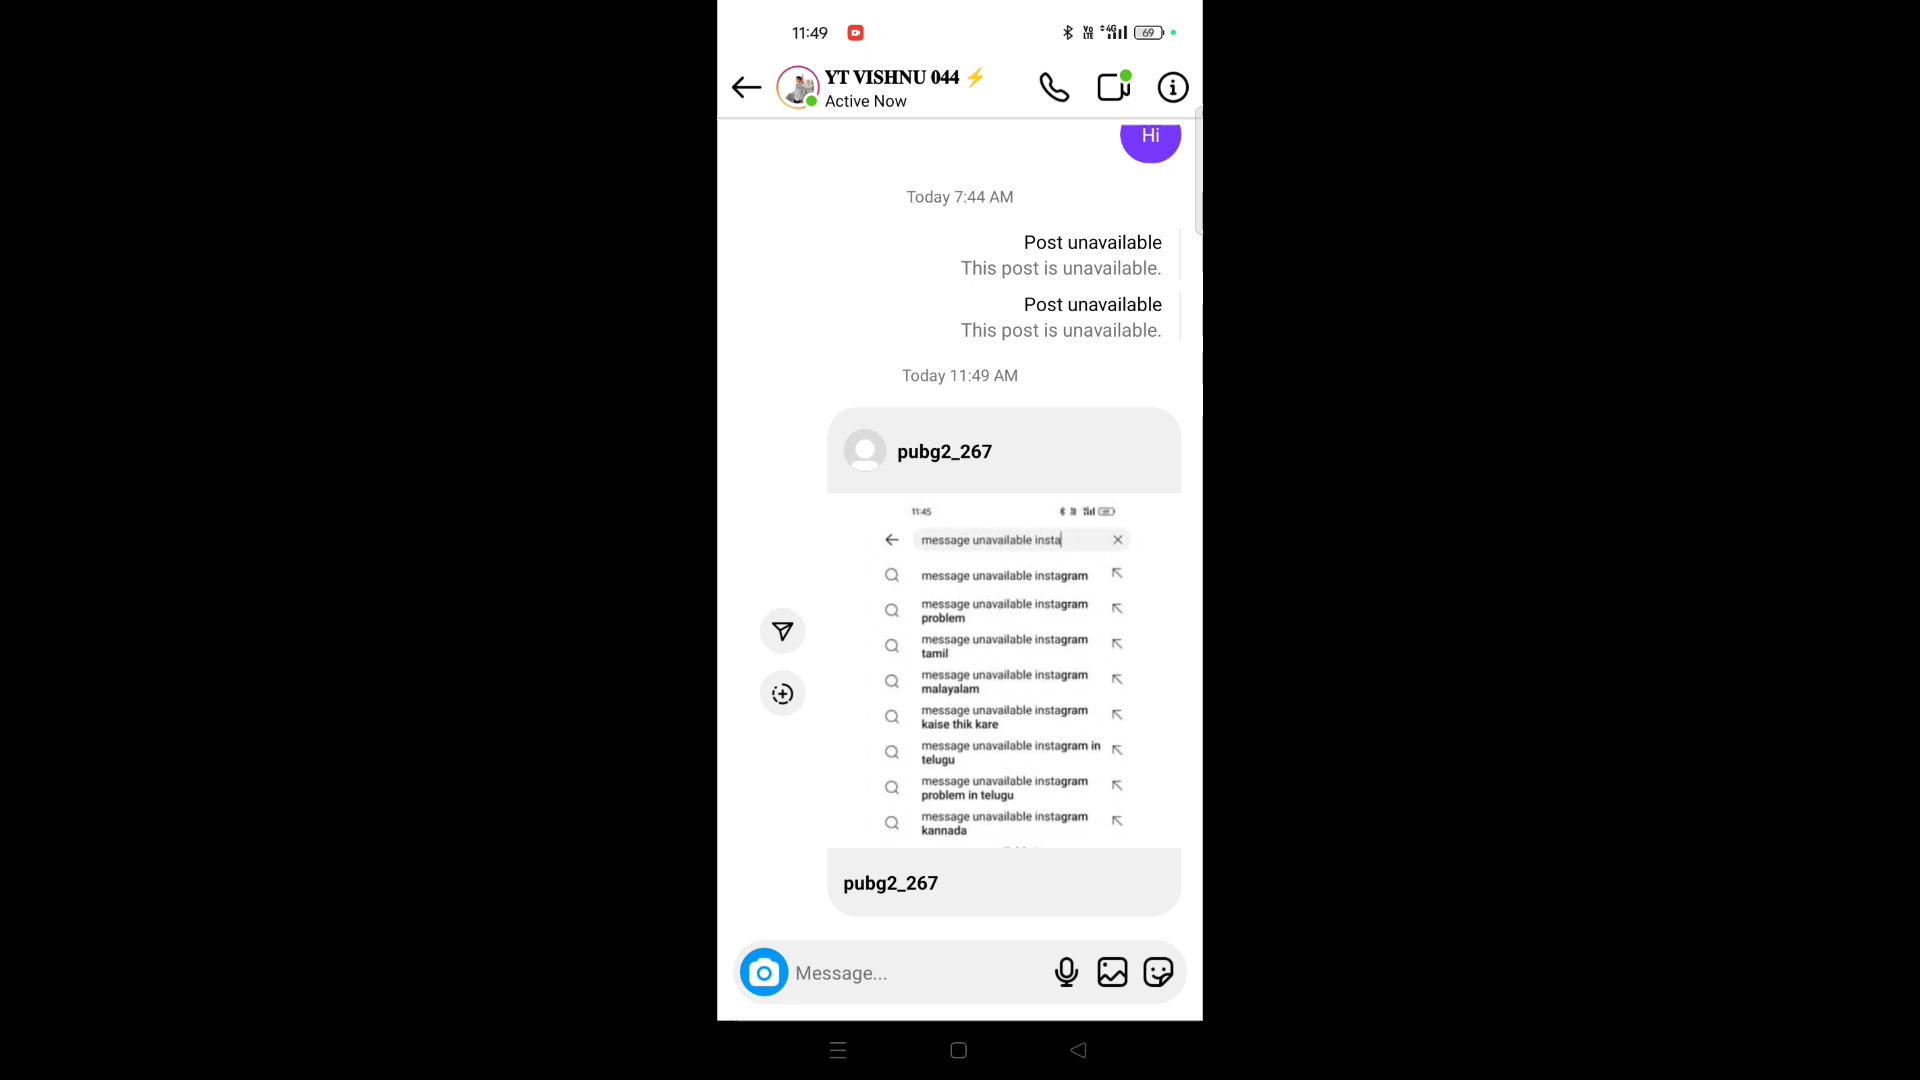 11:49
VoLTE 4G 69
YT VISHNU 044 ⚡
Active Now
Hi
Today 7:44 AM
Post unavailable
This post is unavailable.
Post unavailable
This post is unavailable.
Today 11:49 AM
pubg2_267
11:45
message unavailable insta
message unavailable instagram
message unavailable instagram
problem
message unavailable instagram
tamil
message unavailable instagram
malayalam
message unavailable instagram
kaise thik kare
message unavailable instagram in
telugu
message unavailable instagram
problem in telugu
message unavailable instagram
kannada
pubg2_267
Message...